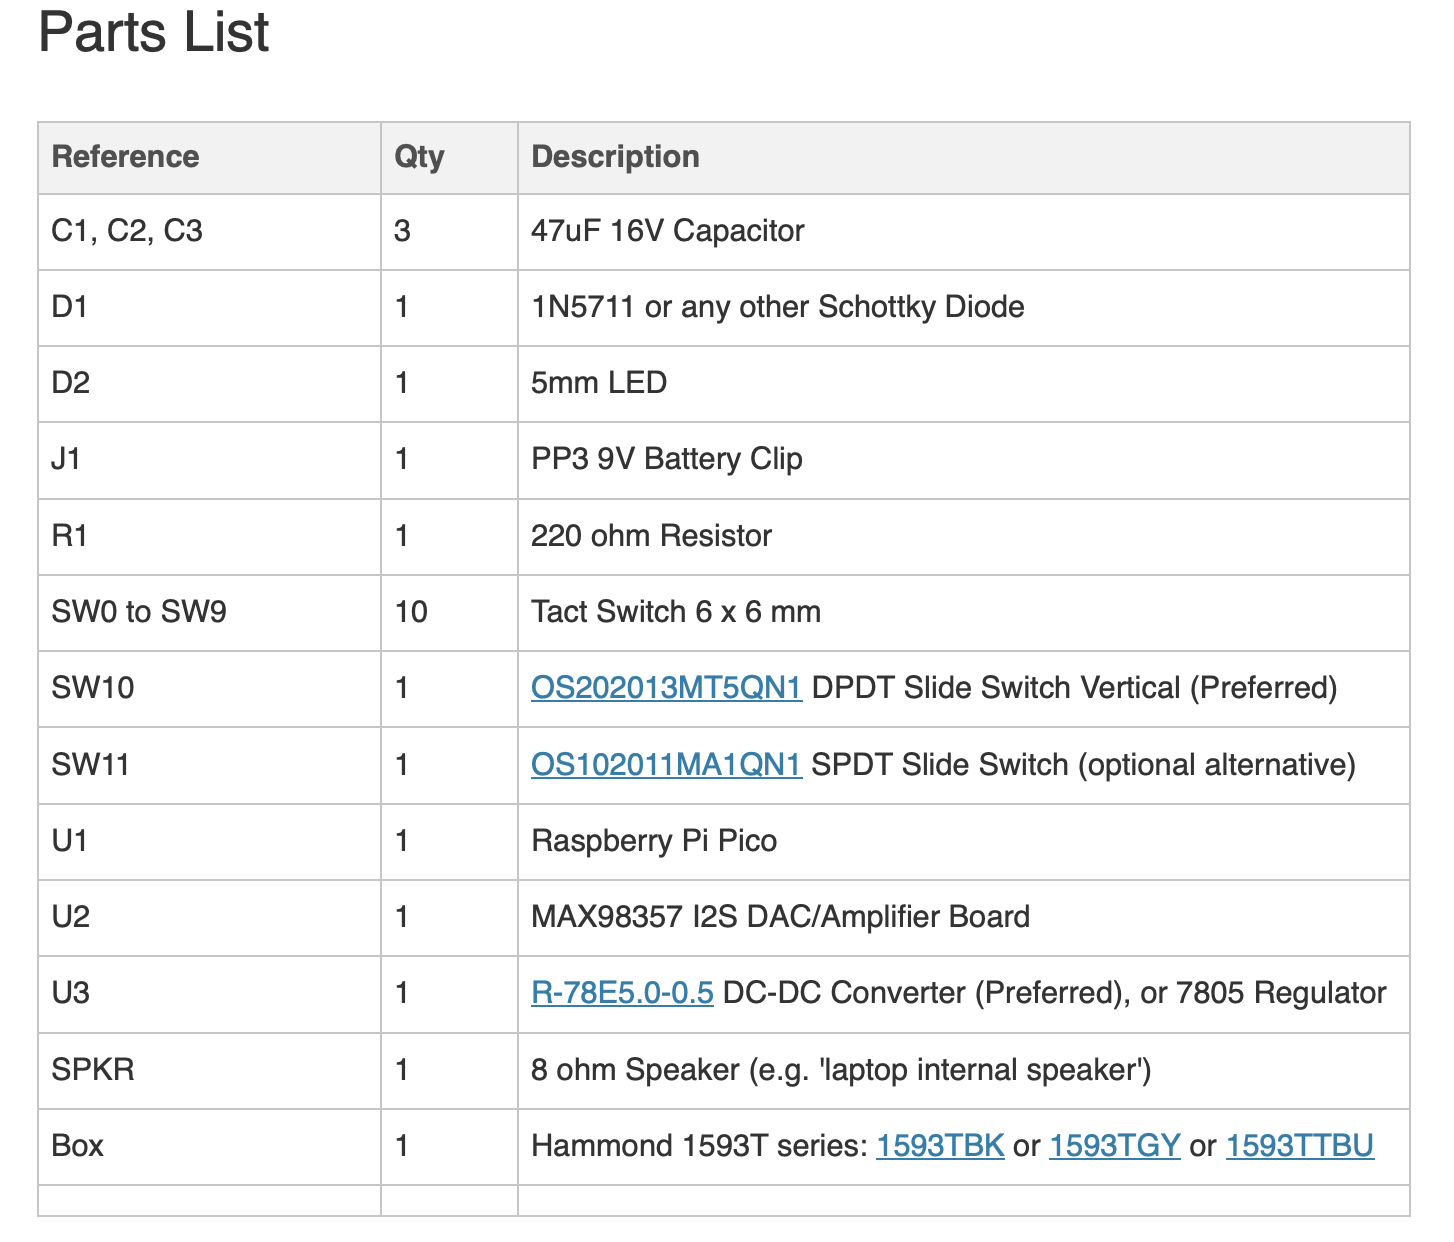 Parts List
Reference Qty Description
C1, C2, C3 3 47uF 16V Capacitor
D1 1 1N5711 or any other Schottky Diode
D2 1 5mm LED
J1 1 PP3 9V Battery Clip
R1 1 220 ohm Resistor
SW0 to SW9 10 Tact Switch 6 x 6 mm
SW10 1 OS202013MT5QN1 DPDT Slide Switch Vertical (Preferred)
SW11 1 OS102011MA1QN1 SPDT Slide Switch (optional alternative)
U1 1 Raspberry Pi Pico
U2 1 MAX98357 I2S DAC/Amplifier Board
U3 1 R-78E5.0-0.5 DC-DC Converter (Preferred), or 7805 Regulator
SPKR 1 8 ohm Speaker (e.g. 'laptop internal speaker')
Box 1 Hammond 1593T series: 1593TBK or 1593TGY or 1593TTBU